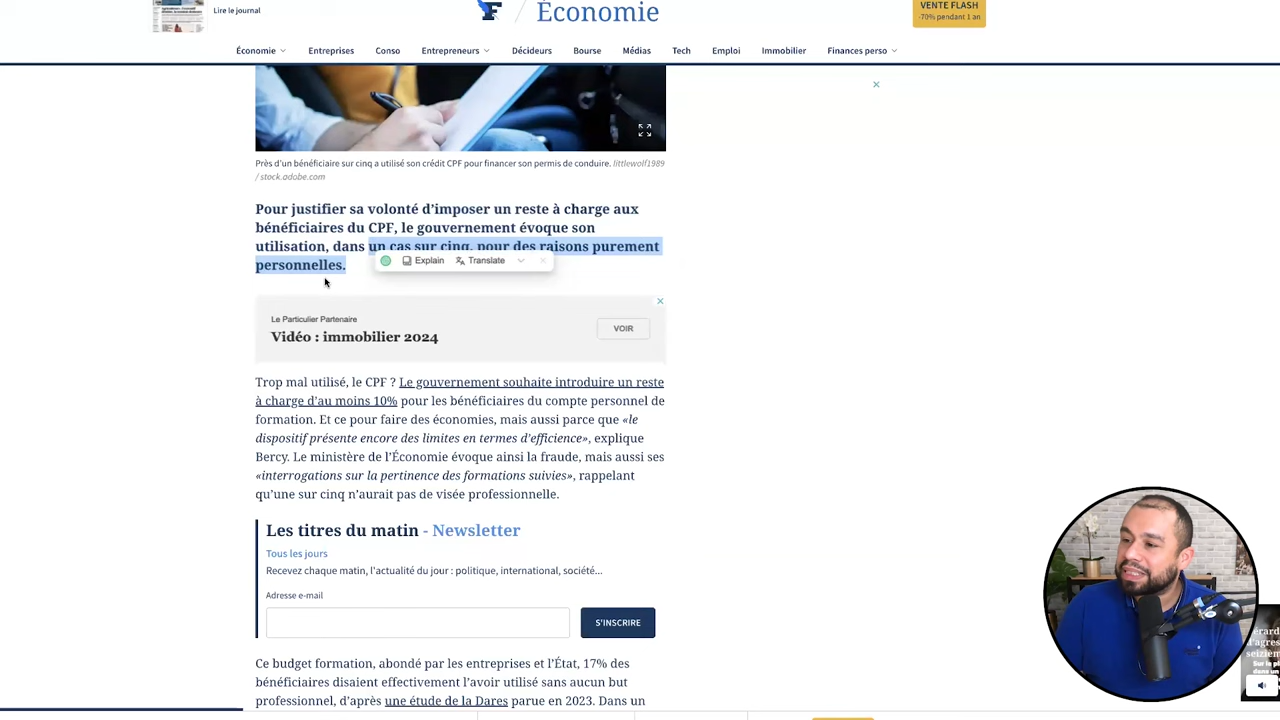 Lire le journal
F / Économie
VENTE FLASH
-70% pendant 1 an
Économie
Entreprises
Conso
Entrepreneurs
Décideurs
Bourse
Médias
Tech
Emploi
Immobilier
Finances perso
Près d'un bénéficiaire sur cinq a utilisé son crédit CPF pour financer son permis de conduire. littlewolf1989
/ stock.adobe.com
Pour justifier sa volonté d'imposer un reste à charge aux
bénéficiaires du CPF, le gouvernement évoque son
utilisation, dans un cas sur cinq, pour des raisons purement
personnelles.
Explain
Translate
Le Particulier Partenaire
Vidéo : immobilier 2024
VOIR
Trop mal utilisé, le CPF ? Le gouvernement souhaite introduire un reste
à charge d'au moins 10% pour les bénéficiaires du compte personnel de
formation. Et ce pour faire des économies, mais aussi parce que «le
dispositif présente encore des limites en termes d'efficience», explique
Bercy. Le ministère de l'Économie évoque ainsi la fraude, mais aussi ses
«interrogations sur la pertinence des formations suivies», rappelant
qu'une sur cinq n'aurait pas de visée professionnelle.
Les titres du matin - Newsletter
Tous les jours
Recevez chaque matin, l'actualité du jour : politique, international, société...
Adresse e-mail
S'INSCRIRE
Ce budget formation, abondé par les entreprises et l'État, 17% des
bénéficiaires disaient effectivement l'avoir utilisé sans aucun but
professionnel, d'après une étude de la Dares parue en 2023. Dans un